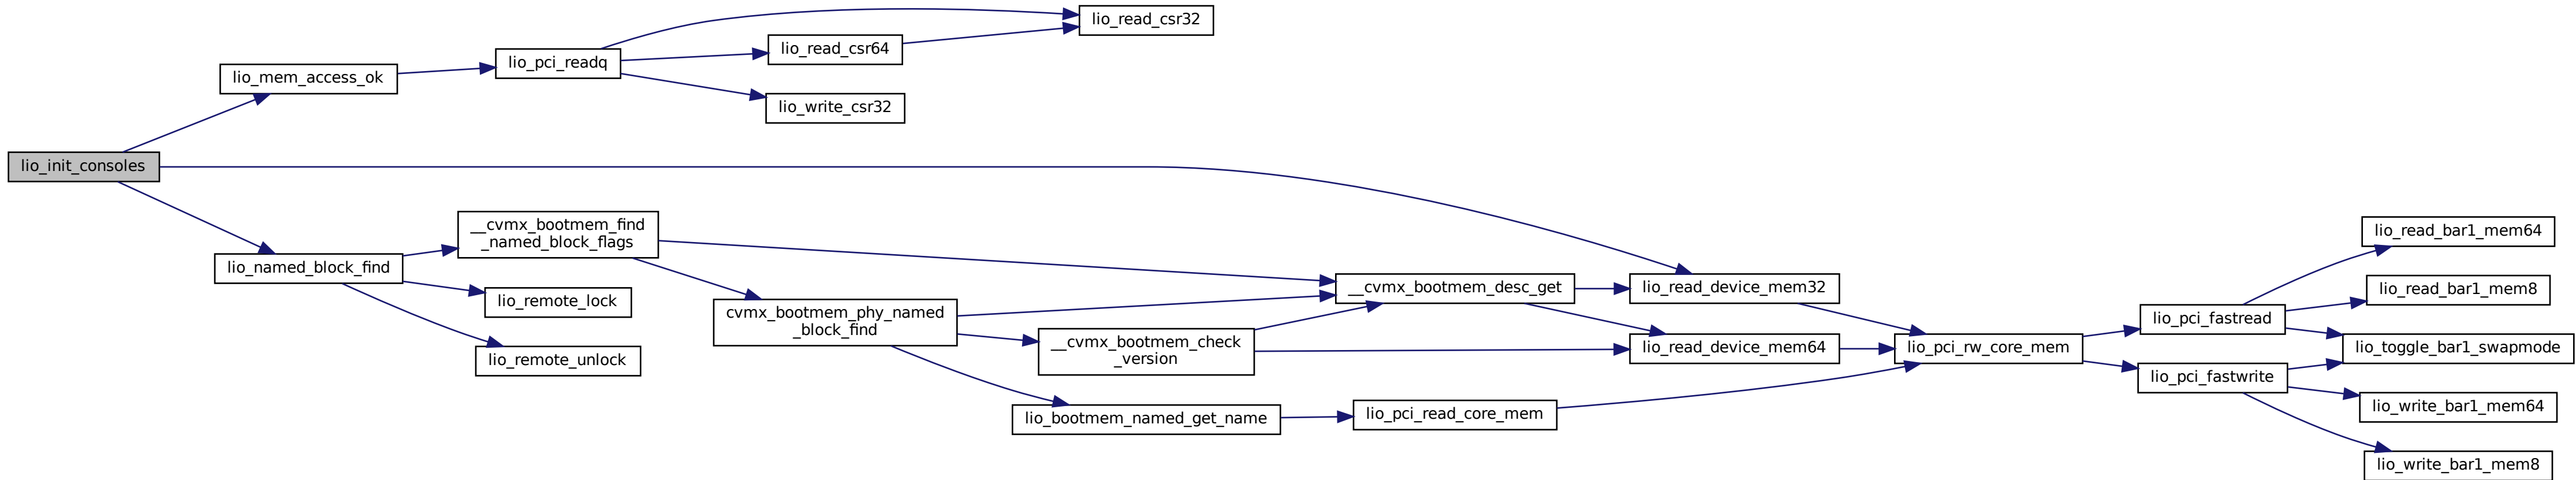 lio_init_consoles
lio_mem_access_ok
lio_pci_readq
lio_read_csr32
lio_read_csr64
lio_write_csr32
lio_named_block_find
__cvmx_bootmem_find
_named_block_flags
lio_remote_lock
lio_remote_unlock
cvmx_bootmem_phy_named
_block_find
__cvmx_bootmem_desc_get
__cvmx_bootmem_check
_version
lio_bootmem_named_get_name
lio_pci_read_core_mem
lio_read_device_mem32
lio_read_device_mem64
lio_pci_rw_core_mem
lio_pci_fastread
lio_pci_fastwrite
lio_read_bar1_mem64
lio_read_bar1_mem8
lio_toggle_bar1_swapmode
lio_write_bar1_mem64
lio_write_bar1_mem8